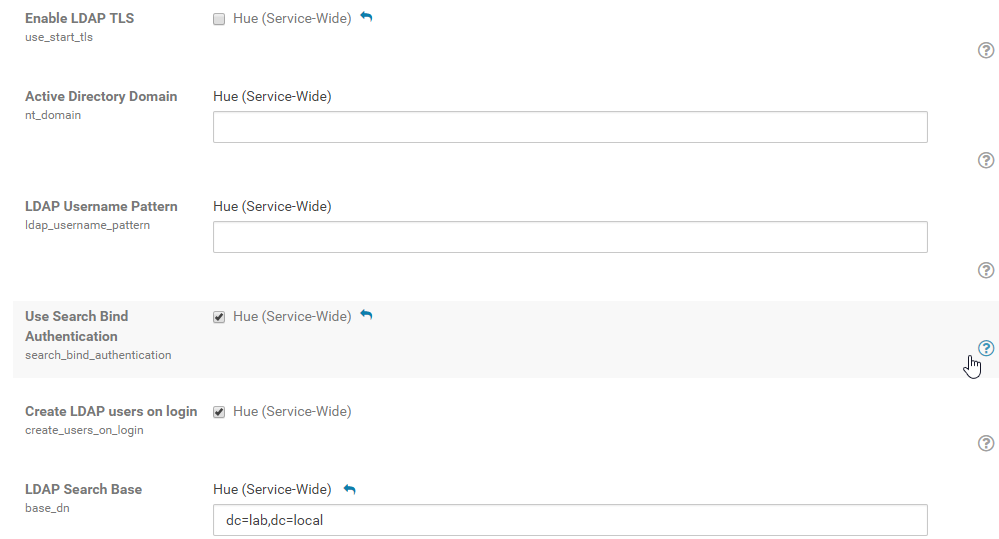 Enable LDAP TLS
Hue (Service-Wide)
use_start_tls
?
Active Directory Domain
Hue (Service-Wide)
nt_domain
?
LDAP Username Pattern
Hue (Service-Wide)
ldap_username_pattern
?
Use Search Bind
Hue (Service-Wide)
Authentication
search_bind_authentication
?
Create LDAP users on login
Hue (Service-Wide)
create_users_on_login
?
LDAP Search Base
Hue (Service-Wide)
base_dn
dc=lab,dc=local